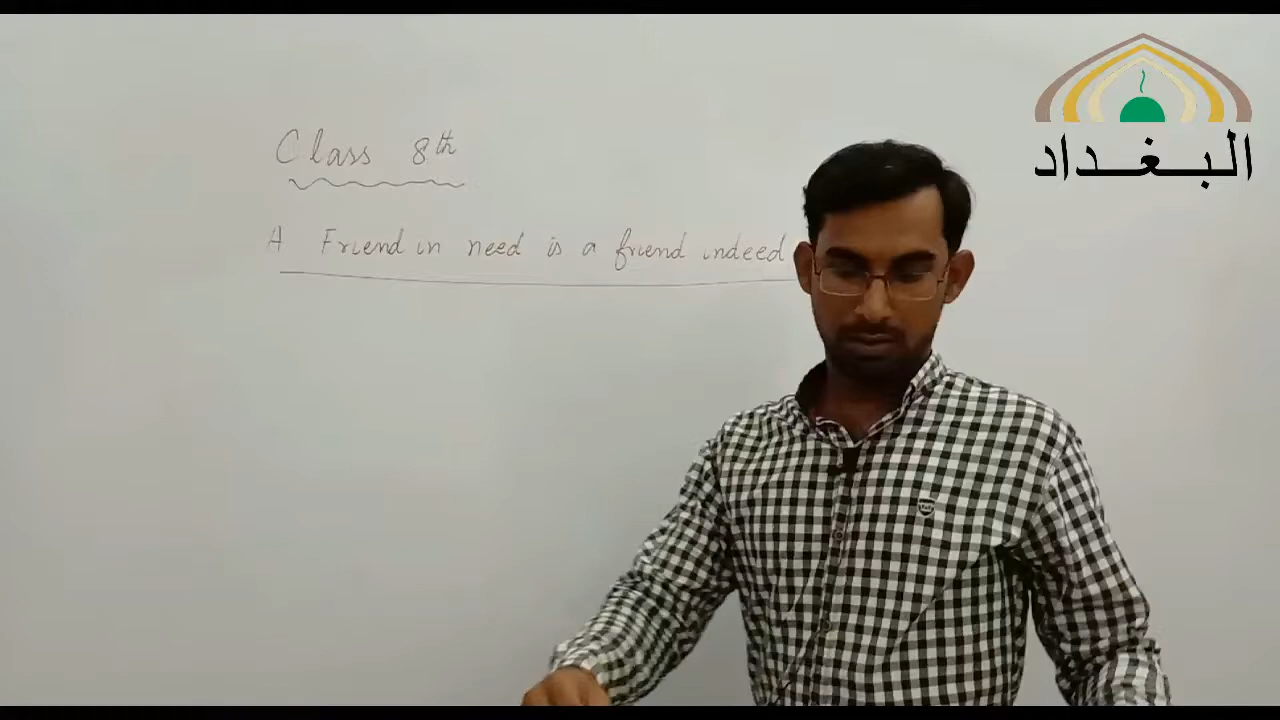 Class 8th
A Friend in need is a friend indeed
البغداد